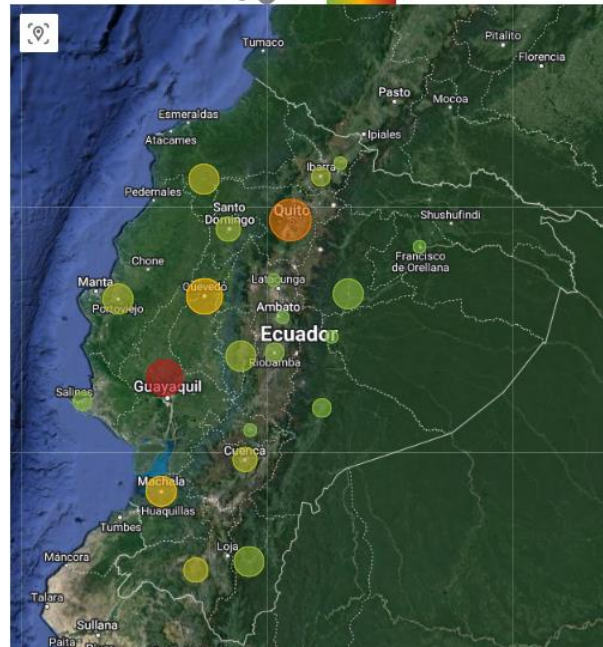 Tumaco
Pitalito
Florencia
Pasto
Mocoa
Esmeraldas
Atacames
Ipiales
Ibarra
Pedernales
Santo
Domingo
Quito
Shushufindi
Chone
Francisco
de Orellana
Manta
Latacunga
Quevedo
Portoviejo
Ambato
Ecuador
Riobamba
Salinas
Guayaquil
Cuenca
Machala
Huaquillas
Tumbes
Loja
Máncora
Talara
Sullana
Paita